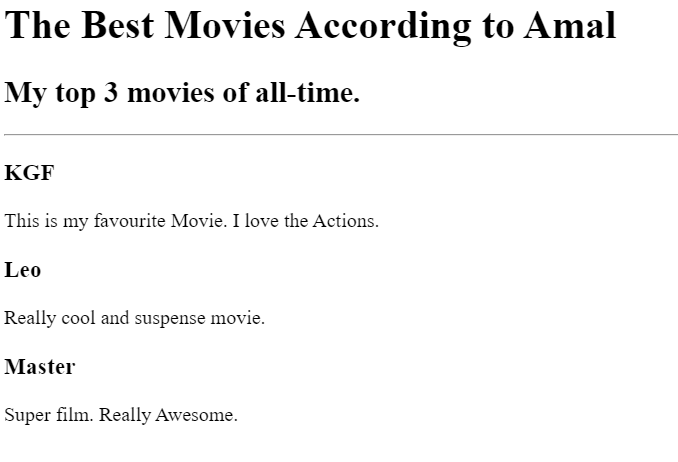 The Best Movies According to Amal
My top 3 movies of all-time.
KGF
This is my favourite Movie. I love the Actions.
Leo
Really cool and suspense movie.
Master
Super film. Really Awesome.